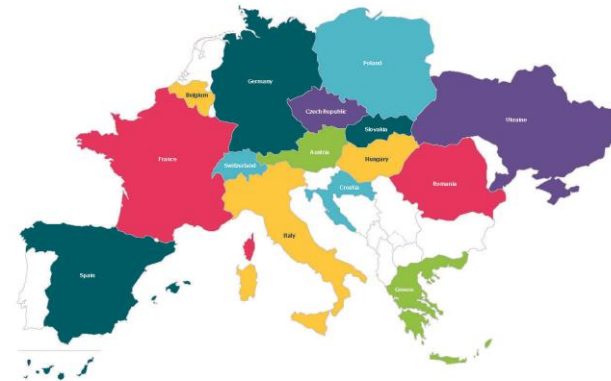 Poland
Germany
Belgium
Czech Republic
Ukraine
Slovakia
France
Austria
Hungary
Switzerland
Romania
Croatia
Italy
Spain
Greece